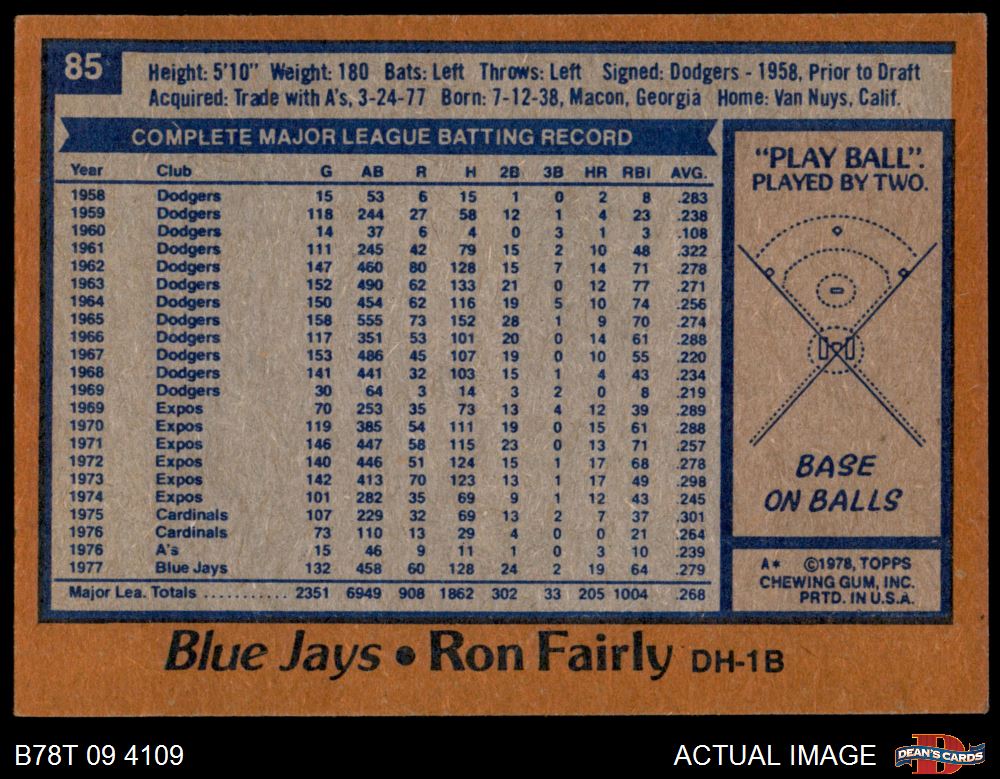 85
Height: 5'10" Weight: 180 Bats: Left Throws: Left Signed: Dodgers - 1958, Prior to Draft
Acquired: Trade with A's, 3-24-77 Born: 7-12-38, Macon, Georgia Home: Van Nuys, Calif.
COMPLETE MAJOR LEAGUE BATTING RECORD
Year Club G AB R H 2B 3B HR RBI AVG.
1958 Dodgers 15 53 6 15 1 0 2 8 .283
1959 Dodgers 118 244 27 58 12 1 4 23 .238
1960 Dodgers 14 37 6 4 0 3 1 3 .108
1961 Dodgers 111 245 42 79 15 2 10 48 .322
1962 Dodgers 147 460 80 128 15 7 14 71 .278
1963 Dodgers 152 490 62 133 21 0 12 77 .271
1964 Dodgers 150 454 62 116 19 5 10 74 .256
1965 Dodgers 158 555 73 152 28 1 9 70 .274
1966 Dodgers 117 351 53 101 20 0 14 61 .288
1967 Dodgers 153 486 45 107 19 0 10 55 .220
1968 Dodgers 141 441 32 103 15 1 4 43 .234
1969 Dodgers 30 64 3 14 3 2 0 8 .219
1969 Expos 70 253 35 73 13 4 12 39 .289
1970 Expos 119 385 54 111 19 0 15 61 .288
1971 Expos 146 447 58 115 23 0 13 71 .257
1972 Expos 140 446 51 124 15 1 17 68 .278
1973 Expos 142 413 70 123 13 1 17 49 .298
1974 Expos 101 282 35 69 9 1 12 43 .245
1975 Cardinals 107 229 32 69 13 2 7 37 .301
1976 Cardinals 73 110 13 29 4 0 0 21 .264
1976 A's 15 46 9 11 1 0 3 10 .239
1977 Blue Jays 132 458 60 128 24 2 19 64 .279
Major Lea. Totals ........... 2351 6949 908 1862 302 33 205 1004 .268
"PLAY BALL".
PLAYED BY TWO.
BASE
ON BALLS
A* ©1978, TOPPS
CHEWING GUM, INC.
PRTD. IN U.S.A.
Blue Jays • Ron Fairly DH-1B
B78T 09 4109
ACTUAL IMAGE
DEAN'S CARDS